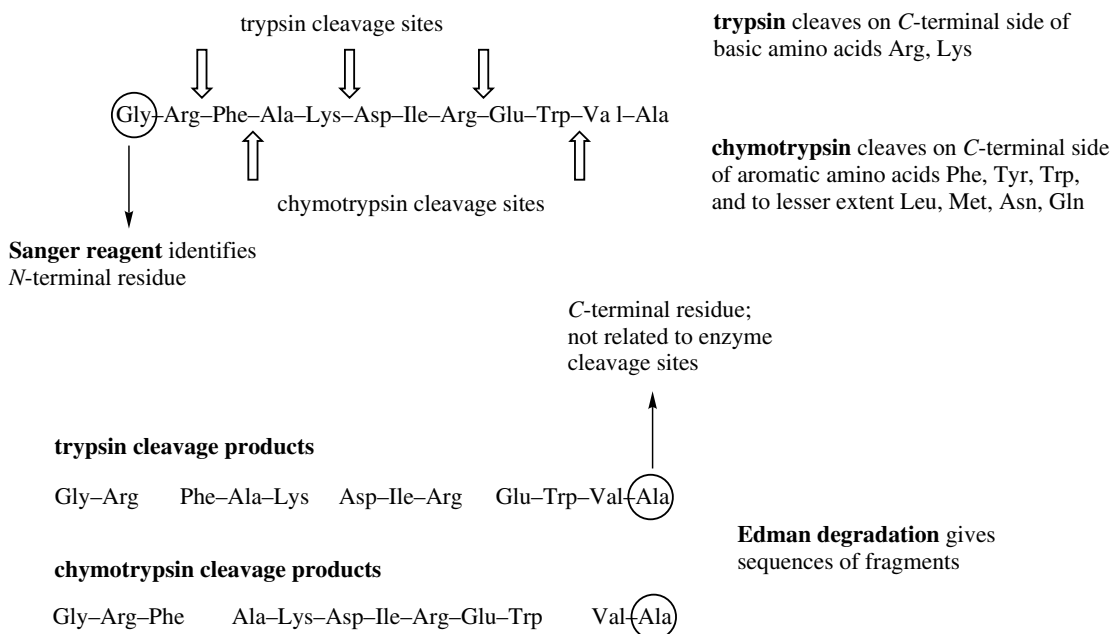 trypsin cleavage sites
trypsin cleaves on C-terminal side of
basic amino acids Arg, Lys
Gly–Arg–Phe–Ala–Lys–Asp–Ile–Arg–Glu–Trp–Va l–Ala
chymotrypsin cleavage sites
chymotrypsin cleaves on C-terminal side
of aromatic amino acids Phe, Tyr, Trp,
and to lesser extent Leu, Met, Asn, Gln
Sanger reagent identifies
N-terminal residue
C-terminal residue;
not related to enzyme
cleavage sites
trypsin cleavage products
Gly–Arg Phe–Ala–Lys Asp–Ile–Arg Glu–Trp–Val–Ala
Edman degradation gives
sequences of fragments
chymotrypsin cleavage products
Gly–Arg–Phe Ala–Lys–Asp–Ile–Arg–Glu–Trp Val–Ala